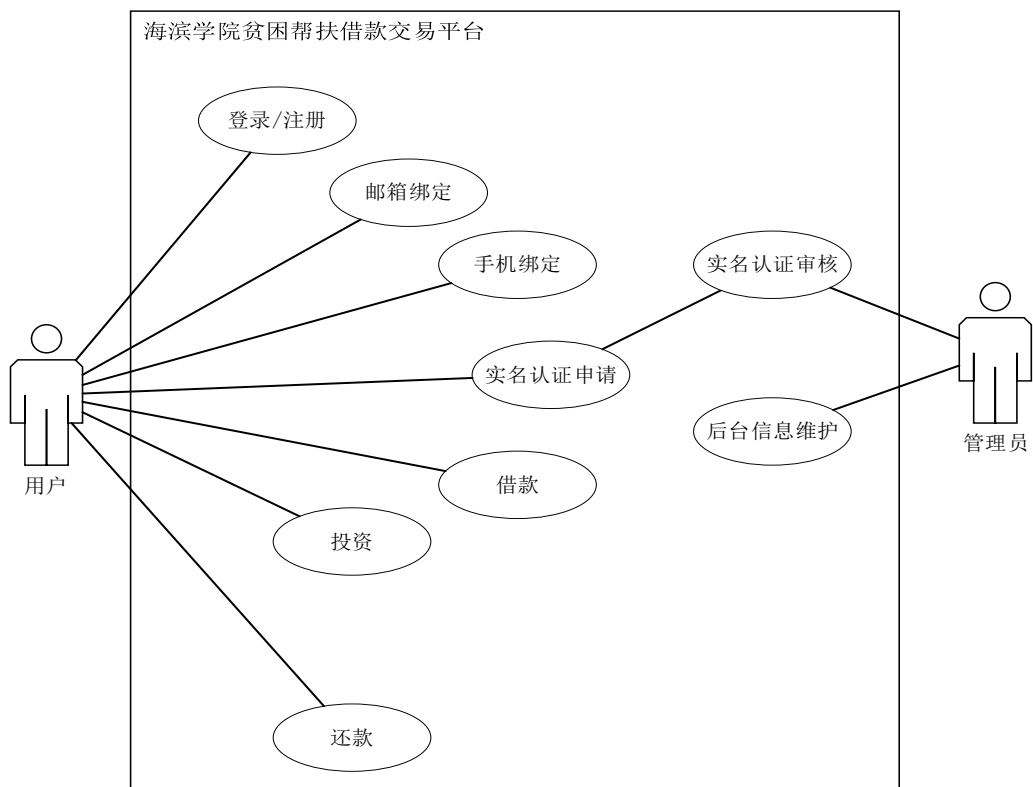 海滨学院贫困帮扶借款交易平台
登录/注册
邮箱绑定
手机绑定
实名认证审核
实名认证申请
后台信息维护
管理员
用户
借款
投资
还款